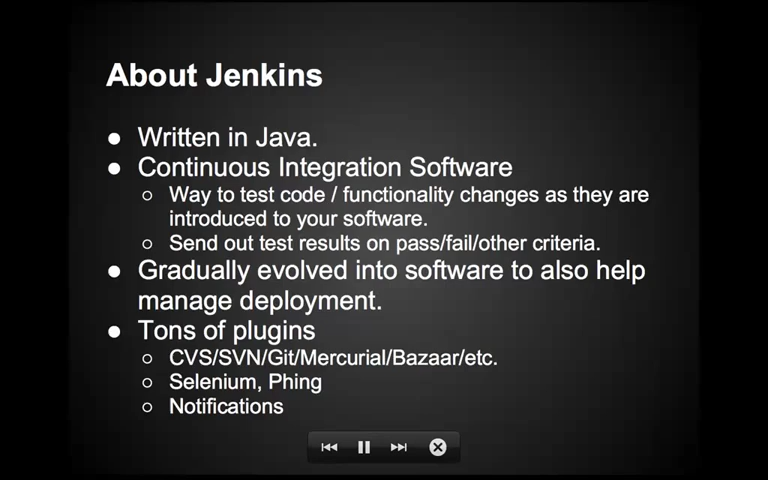 About Jenkins
● Written in Java.
● Continuous Integration Software
○ Way to test code / functionality changes as they are
introduced to your software.
○ Send out test results on pass/fail/other criteria.
● Gradually evolved into software to also help
manage deployment.
● Tons of plugins
○ CVS/SVN/Git/Mercurial/Bazaar/etc.
○ Selenium, Phing
○ Notifications